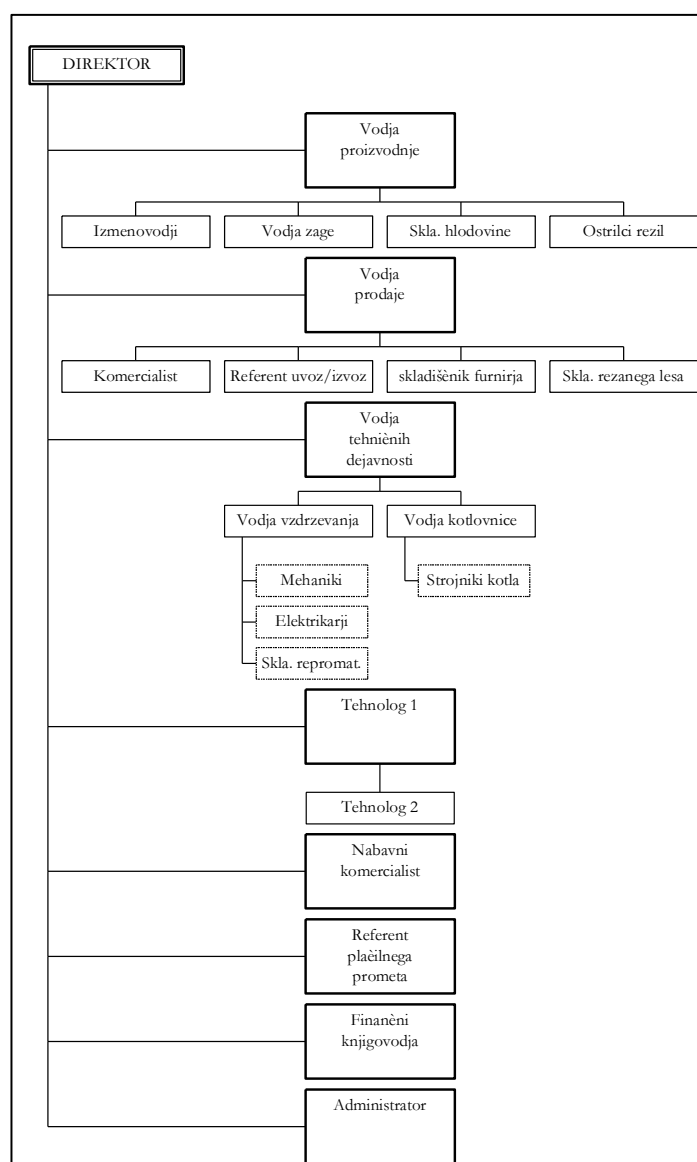 DIREKTOR
Vodja
proizvodnje
Izmenovodji
Vodja zage
Skla. hlodovine
Ostrilci rezil
Vodja
prodaje
Komercialist
Referent uvoz/izvoz
skladišènik furnirja
Skla. rezanega lesa
Vodja
tehniènih
dejavnosti
Vodja vzdrzevanja
Vodja kotlovnice
Mehaniki
Strojniki kotla
Elektrikarji
Skla. repromat.
Tehnolog 1
Tehnolog 2
Nabavni
komercialist
Referent
plaèilnega
prometa
Finanèni
knjigovodja
Administrator